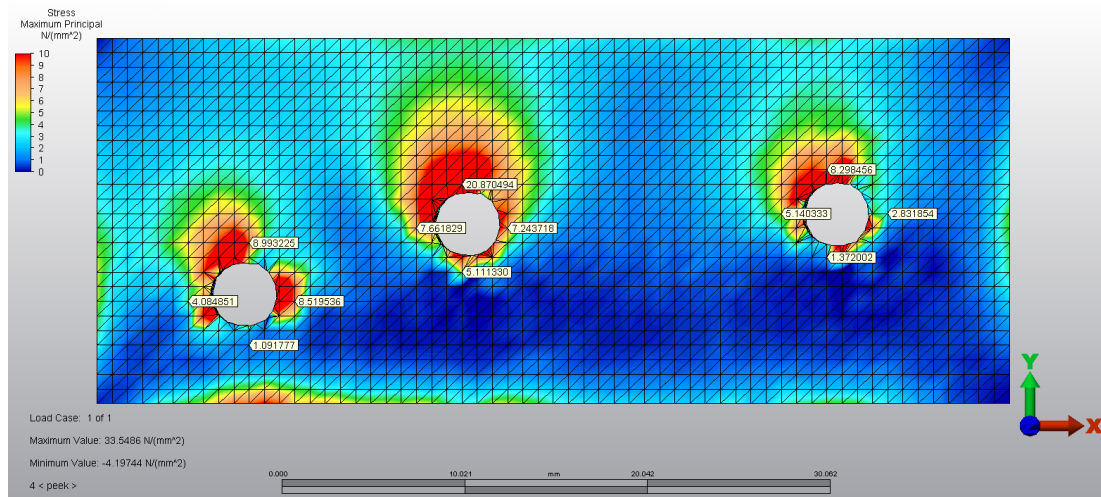 Stress
Maximum Principal
N/(mm^2)
10
9
8
7
6
5
4
3
2
1
0
8.298456
20.870494
5.140333
2.831854
7.661829
7.243718
8.993225
1.372002
5.111330
4.084851
8.519536
1.091777
Y
X
Load Case: 1 of 1
Maximum Value: 33.5486 N/(mm^2)
Minimum Value: -4.19744 N/(mm^2)
0.000
10.021
mm
20.042
30.062
4 < peek >